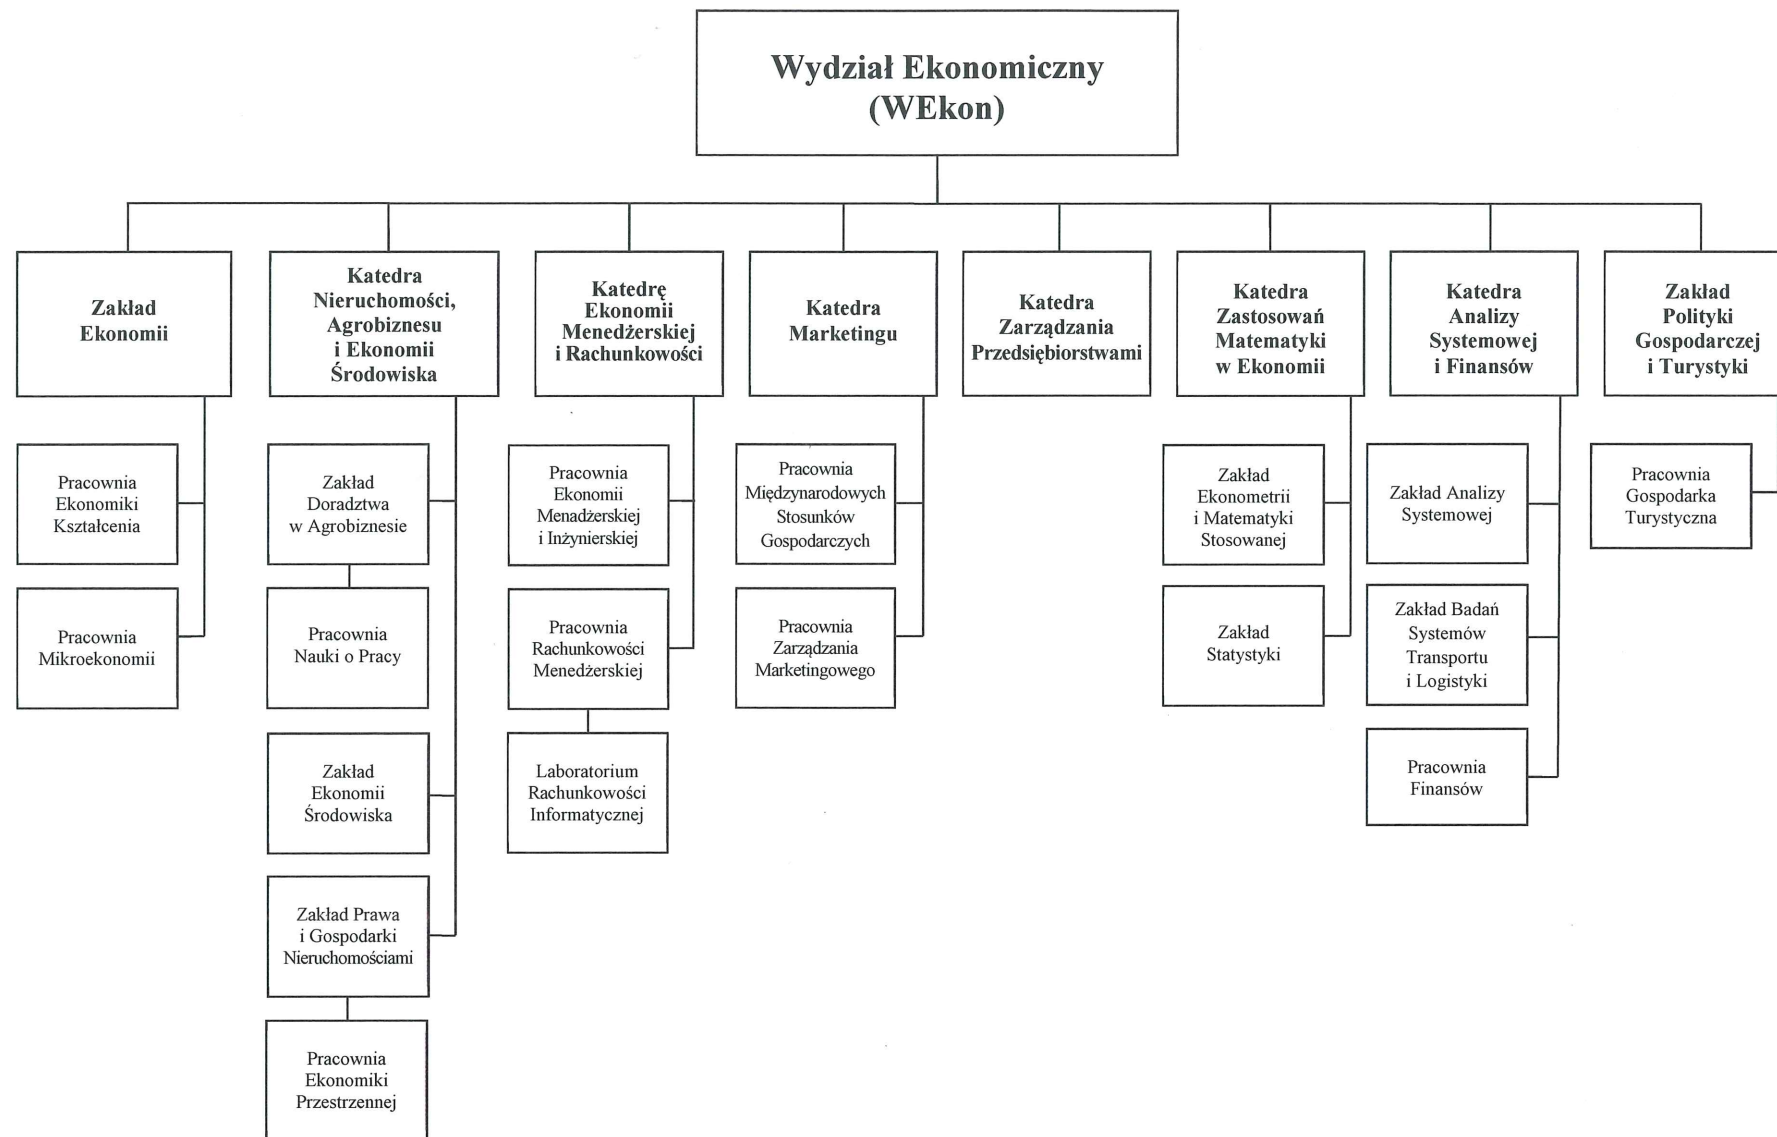 Wydział Ekonomiczny
(WEkon)
Zakład
Ekonomii
Katedra
Nieruchomości,
Agrobiznesu
i Ekonomii
Środowiska
Katedrę
Ekonomii
Menedżerskiej
i Rachunkowości
Katedra
Marketingu
Katedra
Zarządzania
Przedsiębiorstwami
Katedra
Zastosowań
Matematyki
w Ekonomii
Katedra
Analizy
Systemowej
i Finansów
Zakład
Polityki
Gospodarczej
i Turystyki
Pracownia
Ekonomiki
Kształcenia
Zakład
Doradztwa
w Agrobiznesie
Pracownia
Ekonomii
Menadżerskiej
i Inżynierskiej
Pracownia
Międzynarodowych
Stosunków
Gospodarczych
Zakład
Ekonometrii
i Matematyki
Stosowanej
Zakład Analizy
Systemowej
Pracownia
Gospodarka
Turystyczna
Pracownia
Mikroekonomii
Pracownia
Nauki o Pracy
Pracownia
Rachunkowości
Menedżerskiej
Pracownia
Zarządzania
Marketingowego
Zakład
Statystyki
Zakład Badań
Systemów
Transportu
i Logistyki
Zakład
Ekonomii
Środowiska
Laboratorium
Rachunkowości
Informatycznej
Pracownia
Finansów
Zakład Prawa
i Gospodarki
Nieruchomościami
Pracownia
Ekonomiki
Przestrzennej